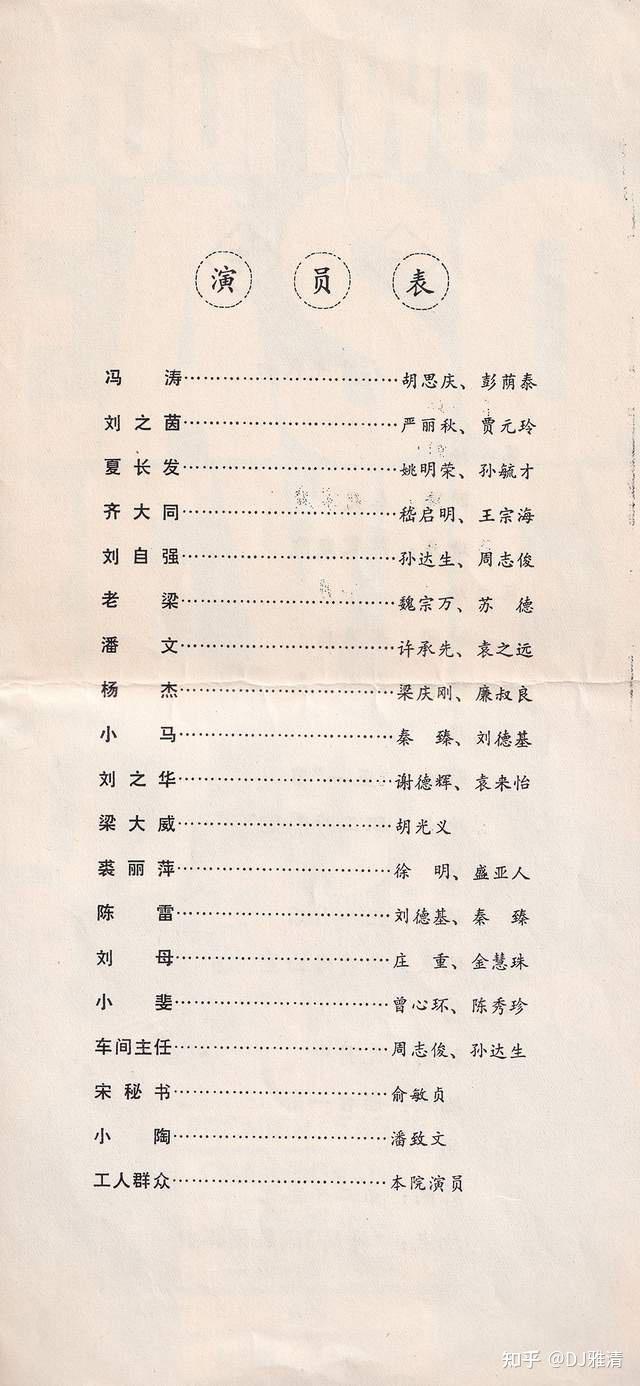 演员表
冯涛……………………………胡思庆、彭荫泰
刘之茵……………………………严丽秋、贾元玲
夏长发……………………………姚明荣、孙毓才
齐大同……………………………嵇启明、王宗海
刘自强……………………………孙达生、周志俊
老梁……………………………魏宗万、苏德
潘文……………………………许承先、袁之远
杨杰……………………………梁庆刚、廉叔良
小马……………………………秦臻、刘德基
刘之华……………………………谢德辉、袁来怡
梁大威……………………………胡光义
裘丽萍……………………………徐明、盛亚人
陈雷……………………………刘德基、秦臻
刘母……………………………庄重、金慧珠
小斐……………………………曾心环、陈秀珍
车间主任……………………………周志俊、孙达生
宋秘书……………………………俞敏贞
小陶……………………………潘致文
工人群众……………………………本院演员
知乎 @DJ雅清